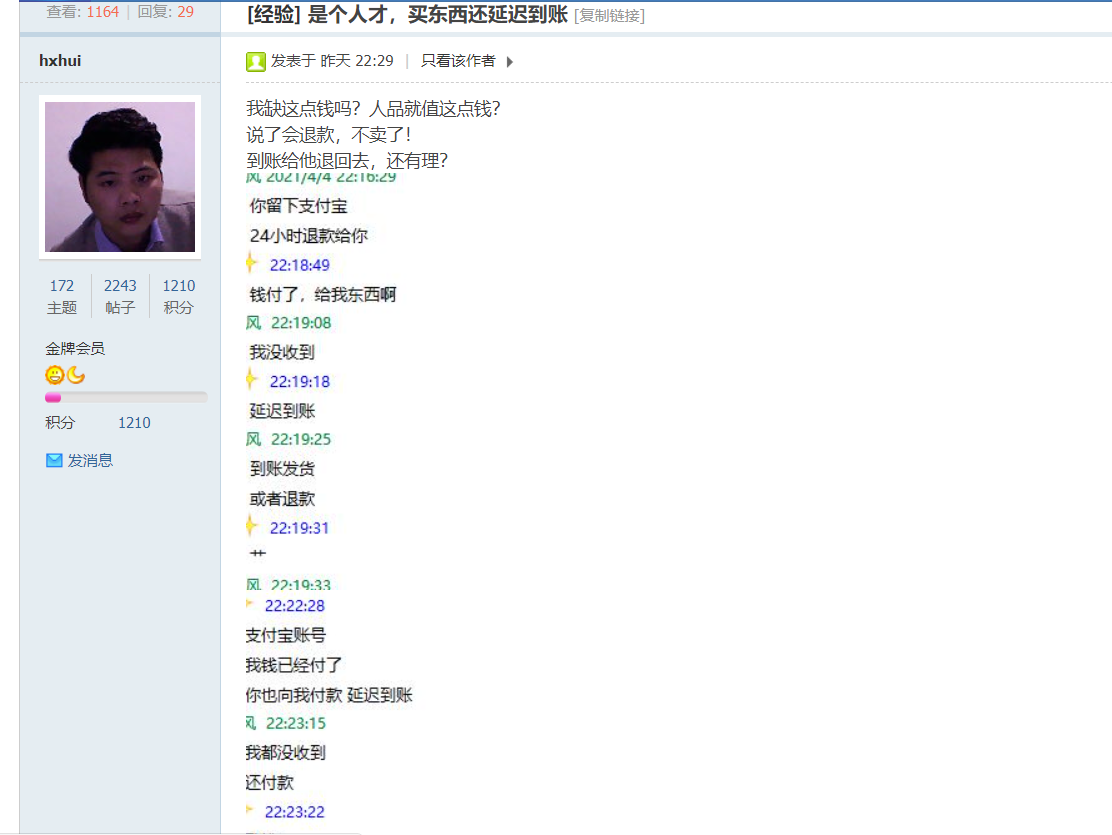 查看: 1164 | 回复: 29
[经验] 是个人才，买东西还延迟到账 [复制链接]
hxhui
发表于 昨天 22:29 | 只看该作者
172 2243 1210
主题 帖子 积分
金牌会员
积分 1210
发消息
我缺这点钱吗？人品就值这点钱？
说了会退款，不卖了！
到账给他退回去，还有理？
风 2021/4/4 22:16:29
你留下支付宝
24小时退款给你
22:18:49
钱付了，给我东西啊
风 22:19:08
我没收到
22:19:18
延迟到账
风 22:19:25
到账发货
或者退款
22:19:31
艹
风 22:19:33
22:22:28
支付宝账号
我钱已经付了
你也向我付款 延迟到账
风 22:23:15
我都没收到
还付款
22:23:22